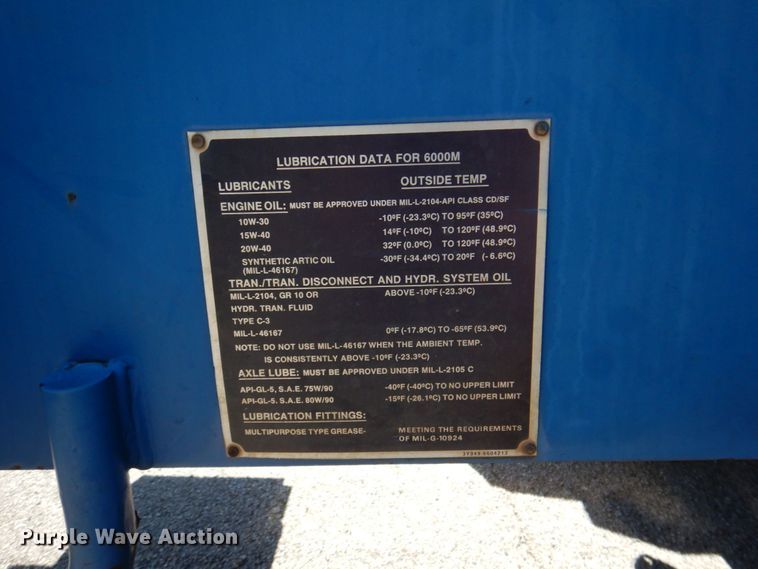 LUBRICATION DATA FOR 6000M
LUBRICANTS OUTSIDE TEMP
ENGINE OIL: MUST BE APPROVED UNDER MIL-L-2104-API CLASS CD/SF
10W-30 -10ºF (-23.3ºC) TO 95ºF (35ºC)
15W-40 14ºF (-10ºC) TO 120ºF (48.9ºC)
20W-40 32ºF (0.0ºC) TO 120ºF (48.9ºC)
SYNTHETIC ARTIC OIL -30ºF (-34.4ºC) TO 20ºF (-6.6ºC)
(MIL-L-46167)
TRAN./TRAN. DISCONNECT AND HYDR. SYSTEM OIL
MIL-L-2104, GR 10 OR ABOVE -10ºF (-23.3ºC)
HYDR. TRAN. FLUID
TYPE C-3
MIL-L-46167 0ºF (-17.8ºC) TO -65ºF (53.9ºC)
NOTE: DO NOT USE MIL-L-46167 WHEN THE AMBIENT TEMP.
IS CONSISTENTLY ABOVE -10ºF (-23.3ºC)
AXLE LUBE: MUST BE APPROVED UNDER MIL-L-2105 C
API-GL-5, S.A.E. 75W/90 -40ºF (-40ºC) TO NO UPPER LIMIT
API-GL-5. S.A.E. 80W/90 -15ºF (-26.1ºC) TO NO UPPER LIMIT
LUBRICATION FITTINGS:
MULTIPURPOSE TYPE GREASE- MEETING THE REQUIREMENTS
OF MIL-G-10924
Purple Wave Auction